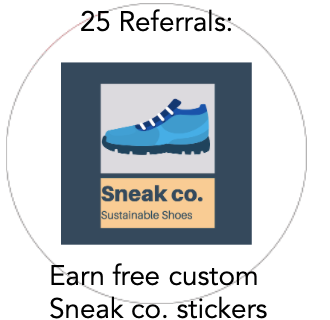 25 Referrals:
Sneak co.
Sustainable Shoes
Earn free custom
Sneak co. stickers